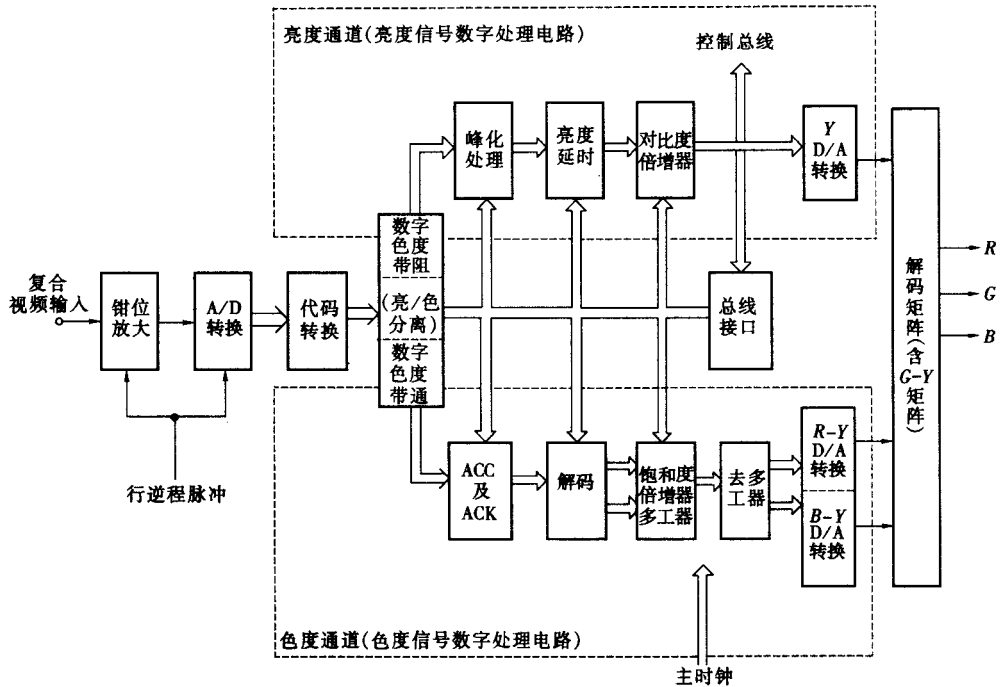 亮度通道(亮度信号数字处理电路)
控制总线
峰化
处理
亮度
延时
对比度
倍增器
Y
D/A
转换
数字
色度
带阻
(亮/色
分离)
数字
色度
带通
复合
视频输入
钳位
放大
A/D
转换
代码
转换
总线
接口
解码矩阵(含G-Y矩阵)
R
G
B
行逆程脉冲
ACC
及
ACK
解码
饱和度
倍增器
多工器
去多
工器
R-Y
D/A
转换
B-Y
D/A
转换
色度通道(色度信号数字处理电路)
主时钟